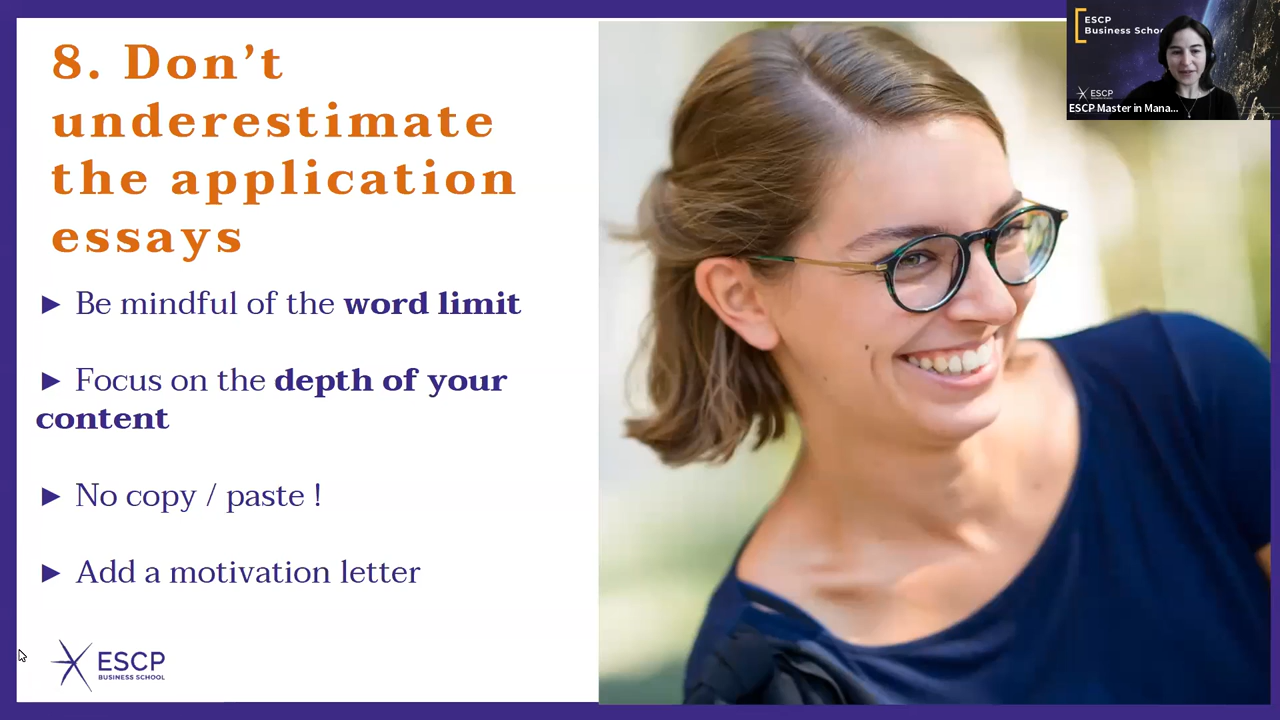 8. Don’t
underestimate
the application
essays
► Be mindful of the word limit
► Focus on the depth of your
content
► No copy / paste !
► Add a motivation letter
ESCP
BUSINESS SCHOOL
ESCP
Business Schoo
ESCP
ESCP Master in Mana...